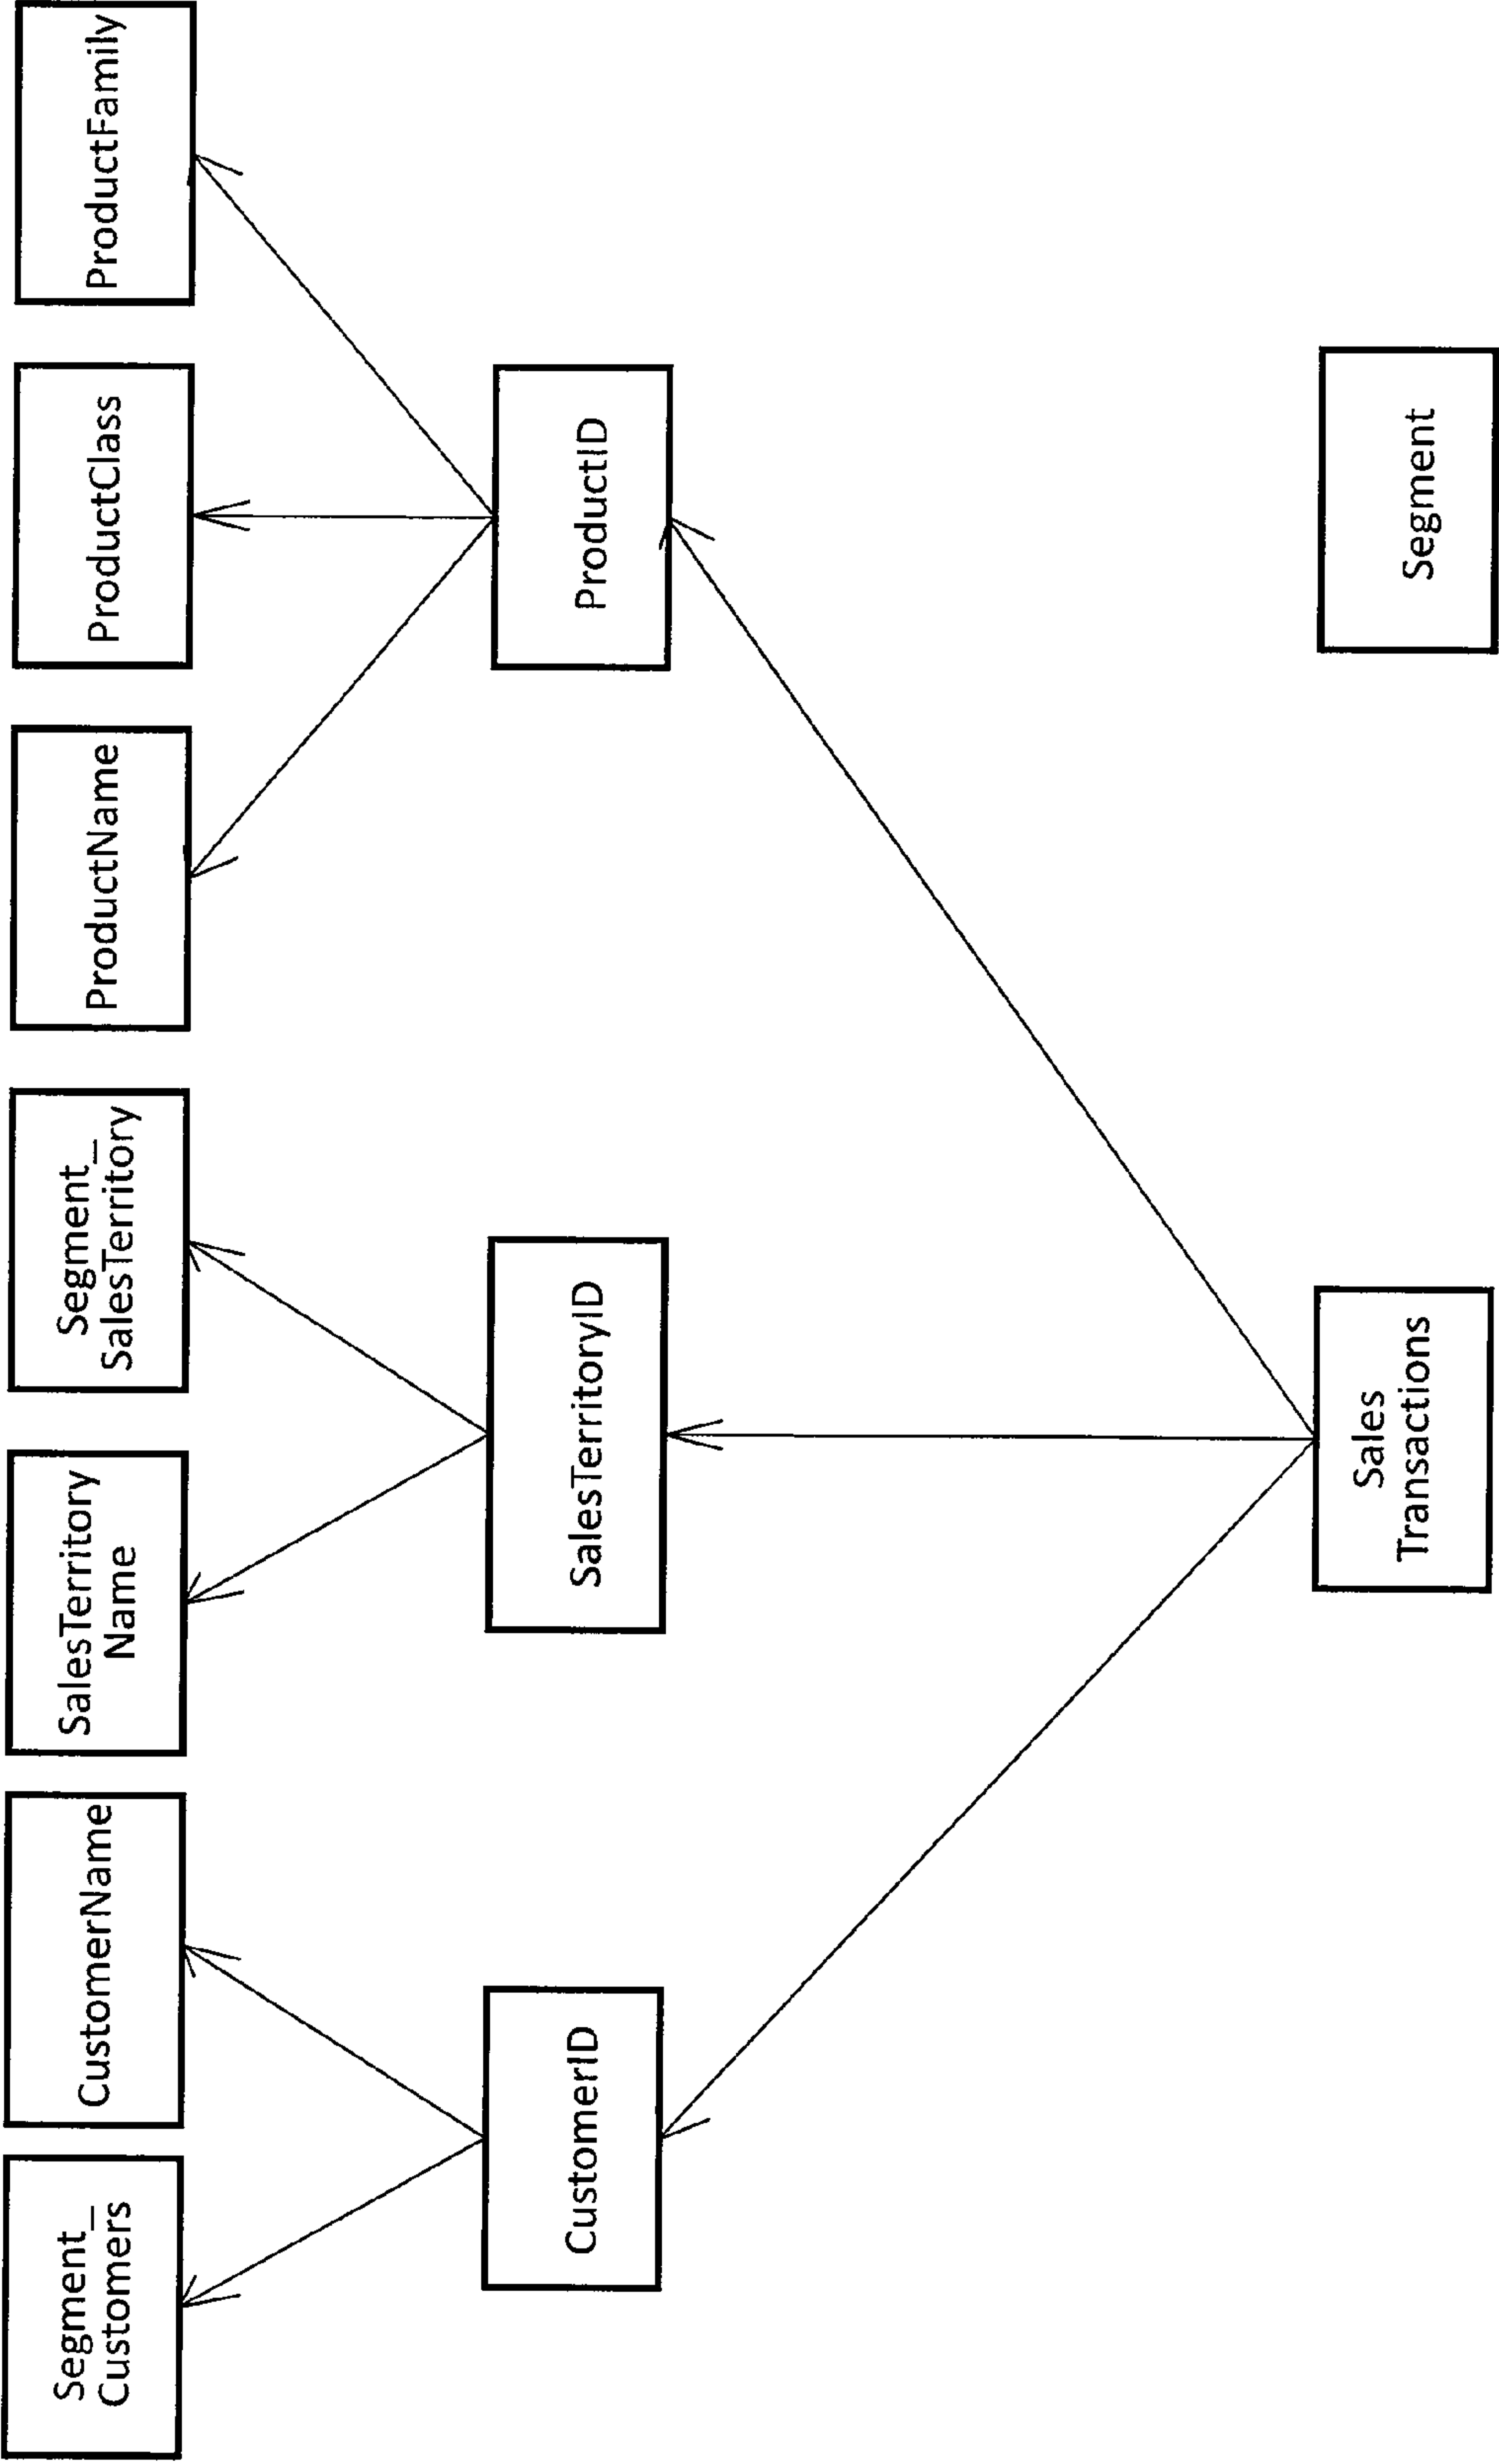 Segment_
Customers
CustomerName
SalesTerritory
Name
Segment_
SalesTerritory
ProductName
ProductClass
ProductFamily
CustomerID
SalesTerritoryID
ProductID
Sales
Transactions
Segment